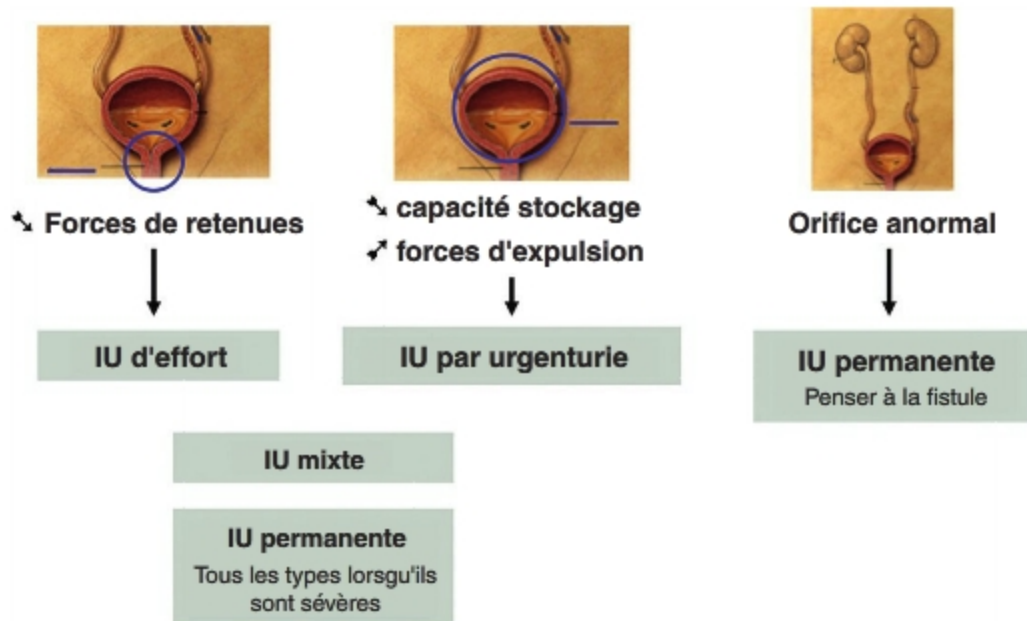 ➘ Forces de retenues
➘ capacité stockage
➚ forces d'expulsion
Orifice anormal
IU d'effort
IU par urgenturie
IU permanente
Penser à la fistule
IU mixte
IU permanente
Tous les types lorsqu'ils
sont sévères